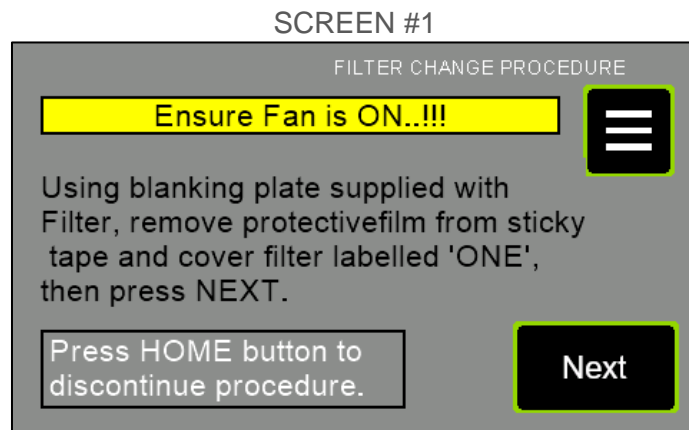 SCREEN #1
FILTER CHANGE PROCEDURE
Ensure Fan is ON..!!!
Using blanking plate supplied with
Filter, remove protectivefilm from sticky
tape and cover filter labelled 'ONE',
then press NEXT.
Press HOME button to
discontinue procedure.
Next